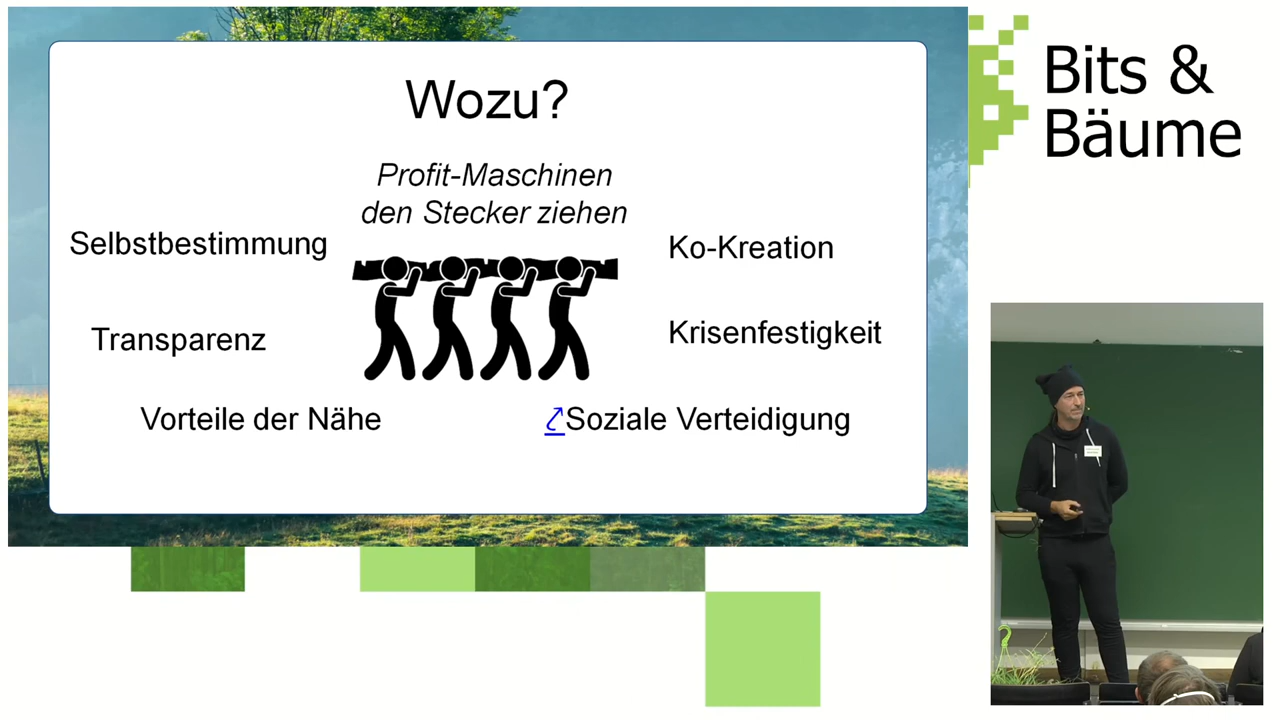 Wozu?
Profit-Maschinen
den Stecker ziehen
Selbstbestimmung
Ko-Kreation
Transparenz
Krisenfestigkeit
Vorteile der Nähe
Soziale Verteidigung
Bits &
Bäume